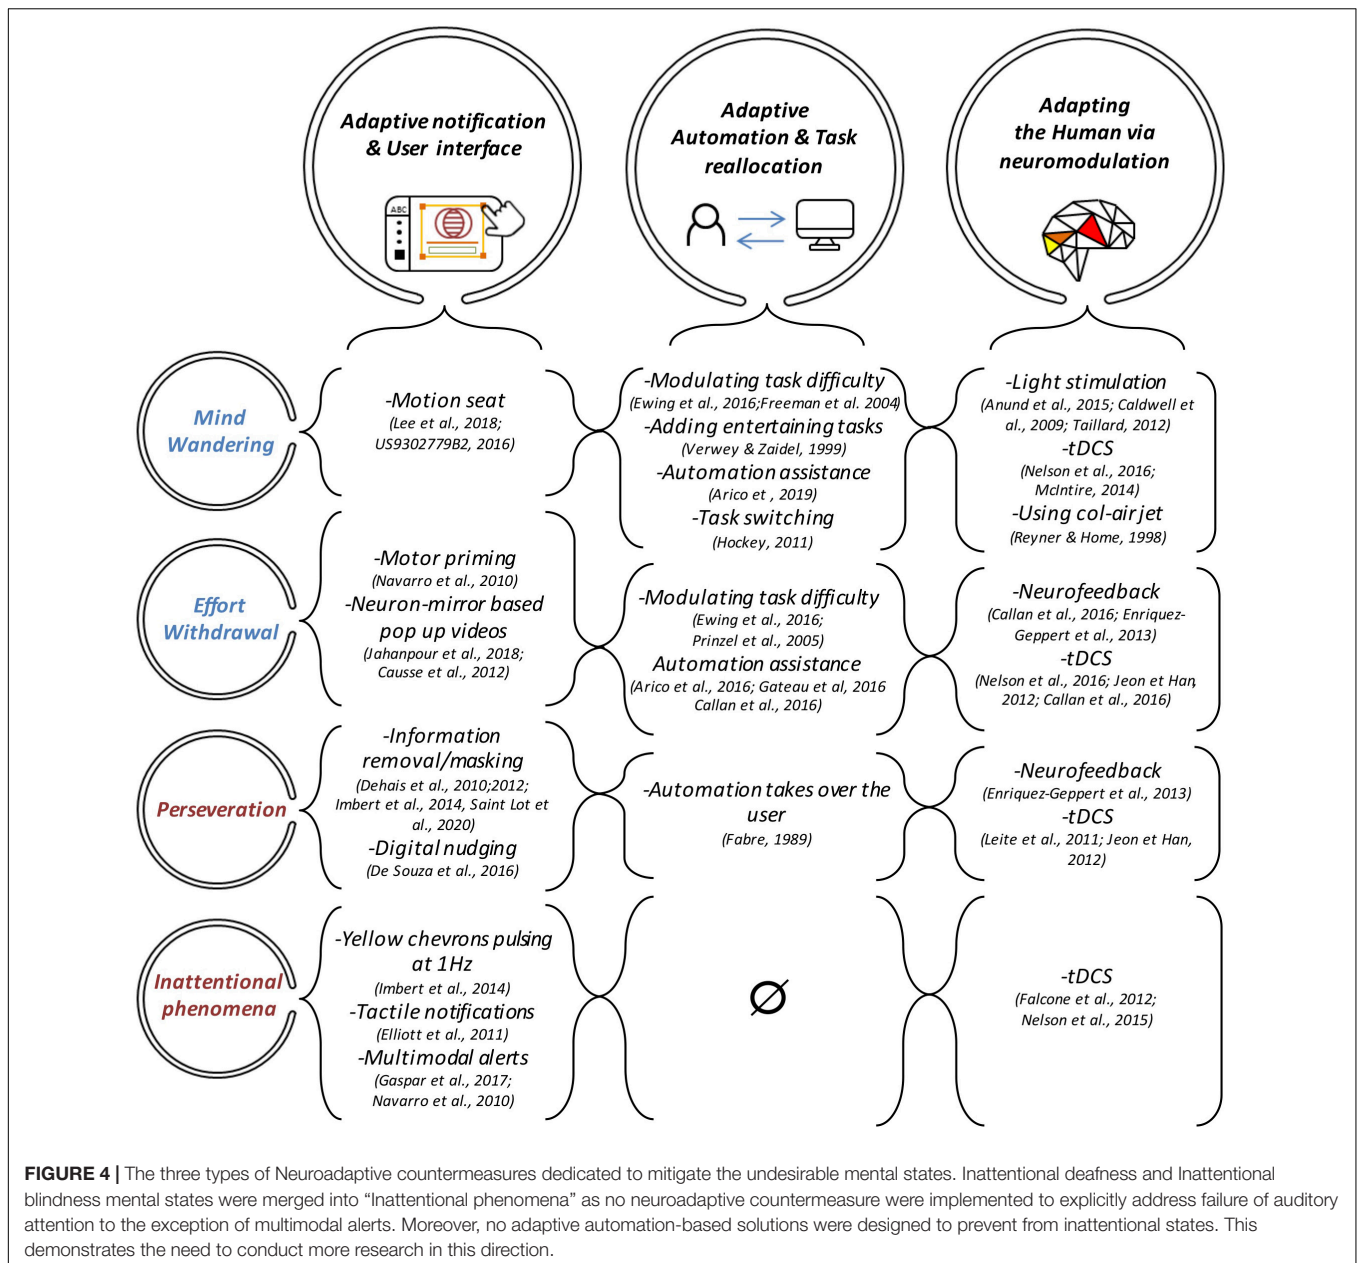 Adaptive notification
& User interface
ABC
Adaptive
Automation & Task
reallocation
Adapting
the Human via
neuromodulation
Mind
Wandering
-Motion seat
(Lee et al., 2018;
US9302779B2, 2016)
-Modulating task difficulty
(Ewing et al., 2016;Freeman et al. 2004)
-Adding entertaining tasks
(Verwey & Zaidel, 1999)
-Automation assistance
(Arico et , 2019)
-Task switching
(Hockey, 2011)
-Light stimulation
(Anund et al., 2015; Caldwell et
al., 2009; Taillard, 2012)
-tDCS
(Nelson et al., 2016;
McIntire, 2014)
-Using col-air jet
(Reyner & Home, 1998)
Effort
Withdrawal
-Motor priming
(Navarro et al., 2010)
-Neuron-mirror based
pop up videos
(Jahanpour et al., 2018;
Causse et al., 2012)
-Modulating task difficulty
(Ewing et al., 2016;
Prinzel et al., 2005)
Automation assistance
(Arico et al., 2016; Gateau et al, 2016
Callan et al., 2016)
-Neurofeedback
(Callan et al., 2016; Enriquez-
Geppert et al., 2013)
-tDCS
(Nelson et al., 2016; Jeon et Han,
2012; Callan et al., 2016)
Perseveration
-Information
removal/masking
(Dehais et al., 2010;2012;
Imbert et al., 2014, Saint Lot et
al., 2020)
-Digital nudging
(De Souza et al., 2016)
-Automation takes over the
user
(Fabre, 1989)
-Neurofeedback
(Enriquez-Geppert et al., 2013)
-tDCS
(Leite et al., 2011; Jeon et Han,
2012)
Inattentional
phenomena
-Yellow chevrons pulsing
at 1Hz
(Imbert et al., 2014)
-Tactile notifications
(Elliott et al., 2011)
-Multimodal alerts
(Gaspar et al., 2017;
Navarro et al., 2010)
Ø
-tDCS
(Falcone et al., 2012;
Nelson et al., 2015)
FIGURE 4 | The three types of Neuroadaptive countermeasures dedicated to mitigate the undesirable mental states. Inattentional deafness and Inattentional
blindness mental states were merged into “Inattentional phenomena” as no neuroadaptive countermeasure were implemented to explicitly address failure of auditory
attention to the exception of multimodal alerts. Moreover, no adaptive automation-based solutions were designed to prevent from inattentional states. This
demonstrates the need to conduct more research in this direction.